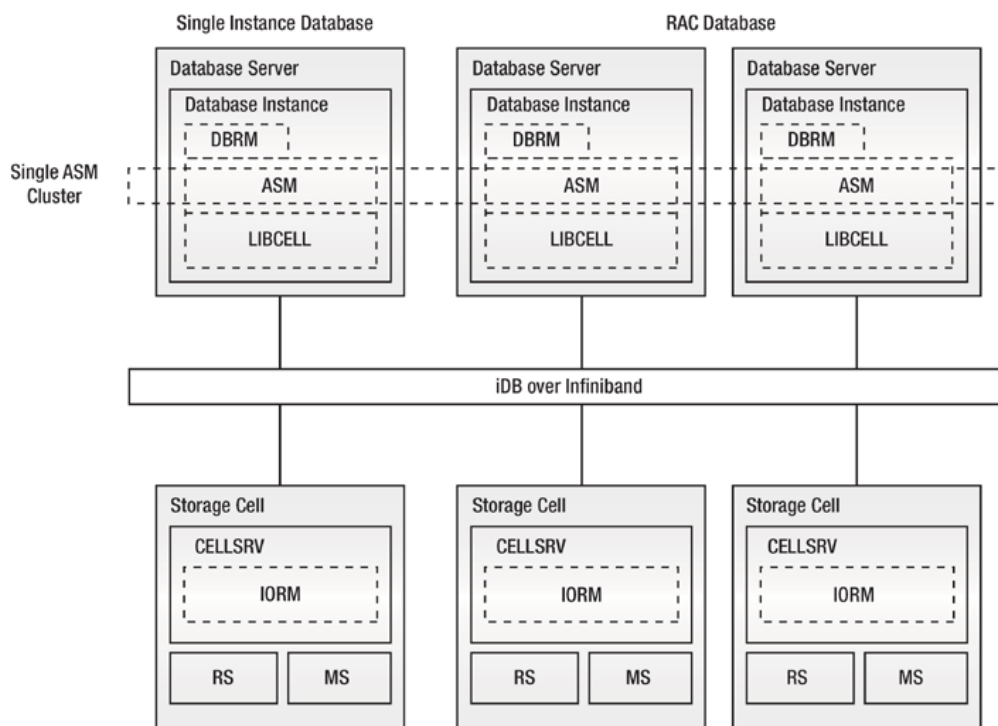 Single Instance Database
RAC Database
Database Server
Database Server
Database Server
Database Instance
Database Instance
Database Instance
DBRM
DBRM
DBRM
Single ASM
Cluster
ASM
ASM
ASM
LIBCELL
LIBCELL
LIBCELL
iDB over Infiniband
Storage Cell
Storage Cell
Storage Cell
CELLSRV
CELLSRV
CELLSRV
IORM
IORM
IORM
RS
MS
RS
MS
RS
MS